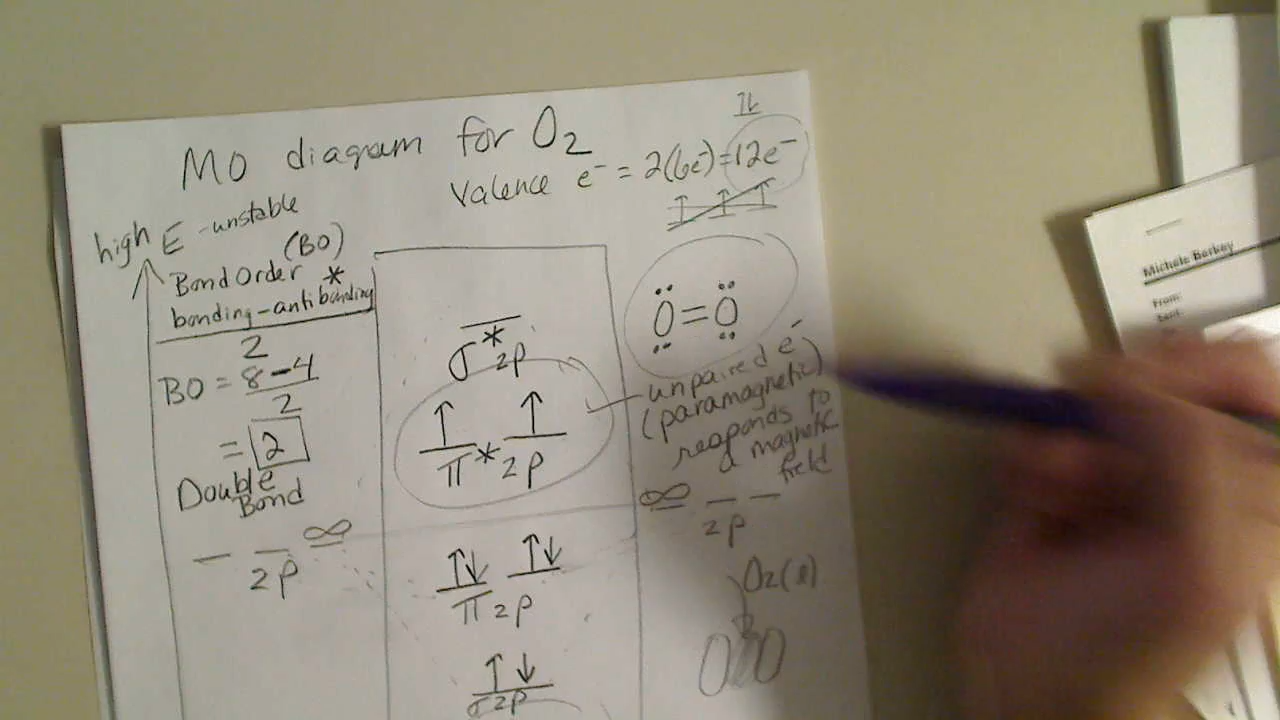 MO diagram for O2
Valence e- = 2(6e-) = 12e-
high E - unstable
(BO)
Bond Order
bonding - antibonding*
2
BO = 8-4
2
= 2
Double
Bond
2p
σ*2p
π*2p
π2p
σ2p
O=O
unpaired e-
(paramagnetic)
responds to
a magnetic
field
2p
O2(l)
Michele Berkey
From: